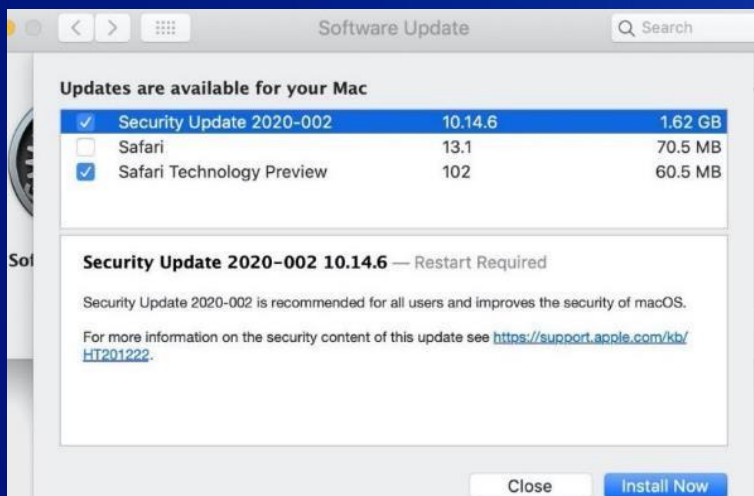 Software Update
Search
Updates are available for your Mac
Security Update 2020-002 10.14.6 1.62 GB
Safari 13.1 70.5 MB
Safari Technology Preview 102 60.5 MB
Sof
Security Update 2020-002 10.14.6 — Restart Required
Security Update 2020-002 is recommended for all users and improves the security of macOS.
For more information on the security content of this update see https://support.apple.com/kb/
HT201222.
Close Install Now